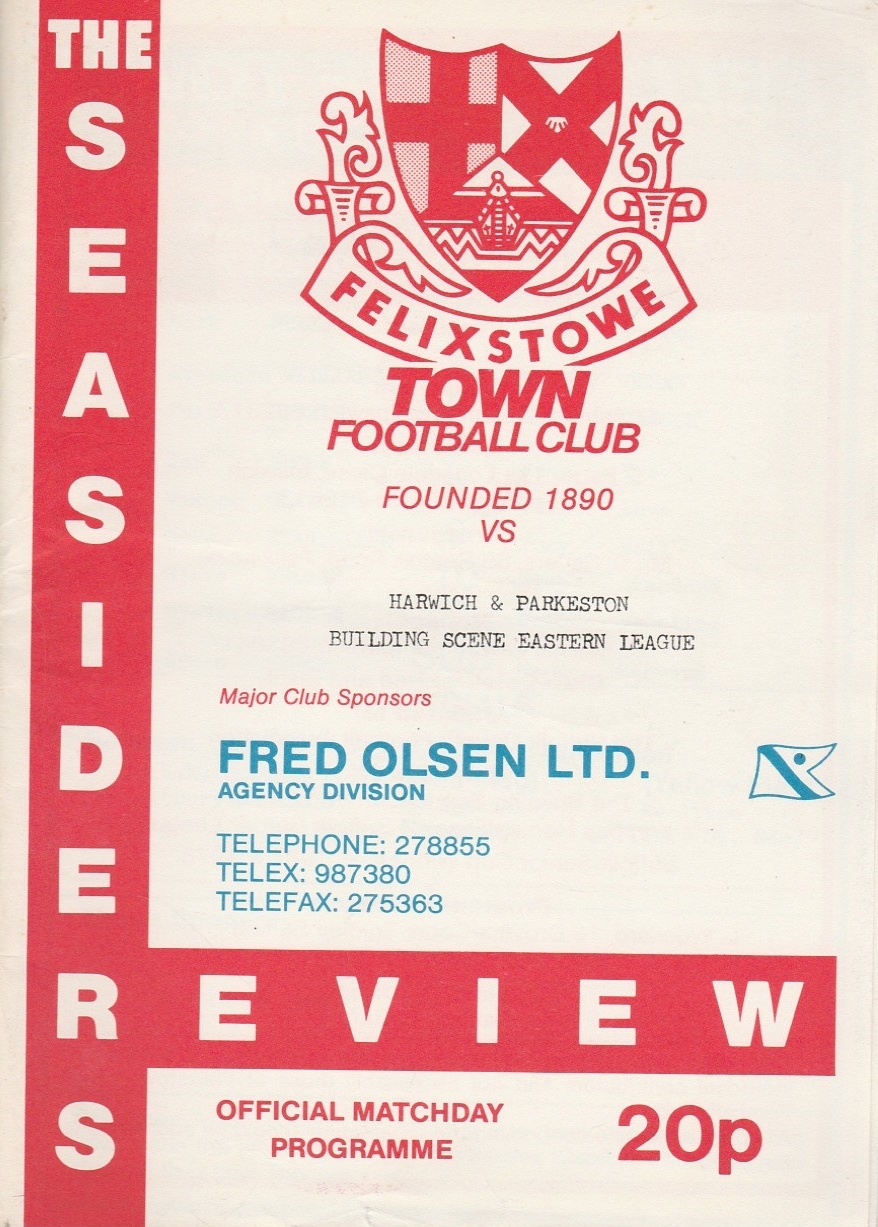 THE
SEASIDERS
FELIXSTOWE
TOWN
FOOTBALL CLUB
FOUNDED 1890
VS
HARWICH & PARKESTON
BUILDING SCENE EASTERN LEAGUE
Major Club Sponsors
FRED OLSEN LTD.
AGENCY DIVISION
TELEPHONE: 278855
TELEX: 987380
TELEFAX: 275363
REVIEW
OFFICIAL MATCHDAY
PROGRAMME
20p